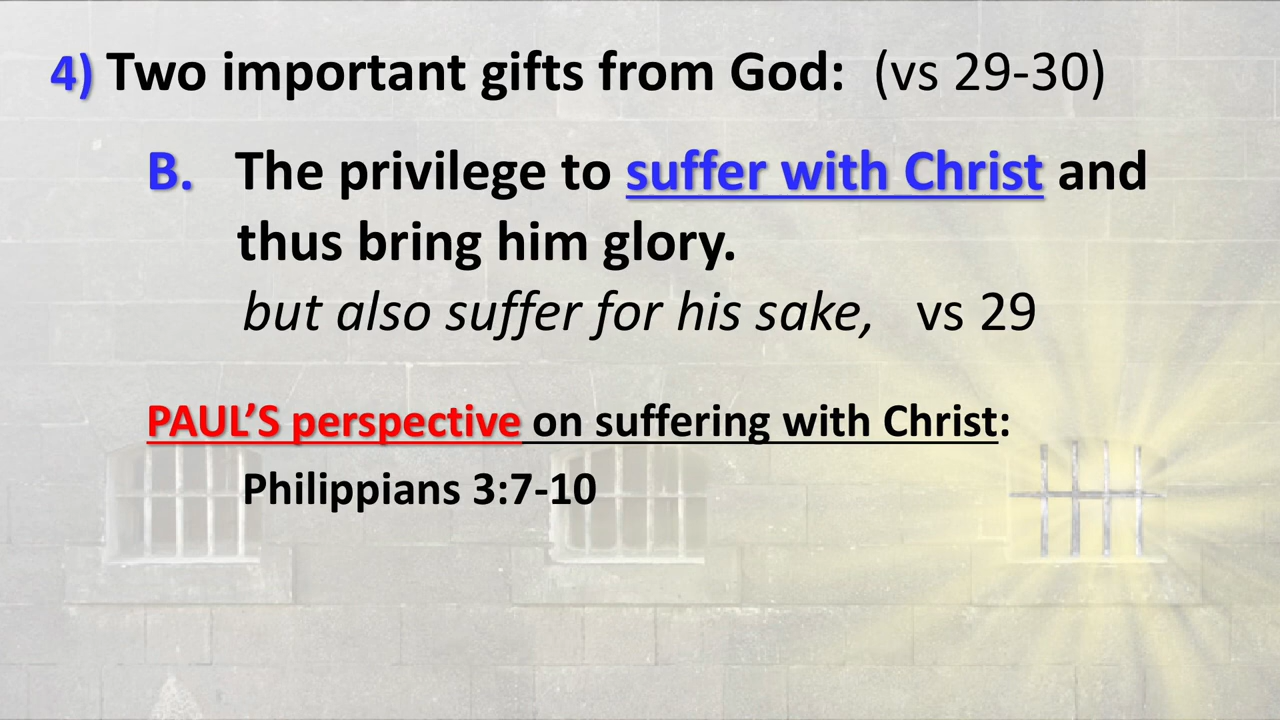 4) Two important gifts from God: (vs 29-30)
B. The privilege to suffer with Christ and
thus bring him glory.
but also suffer for his sake, vs 29
PAUL’S perspective on suffering with Christ:
Philippians 3:7-10